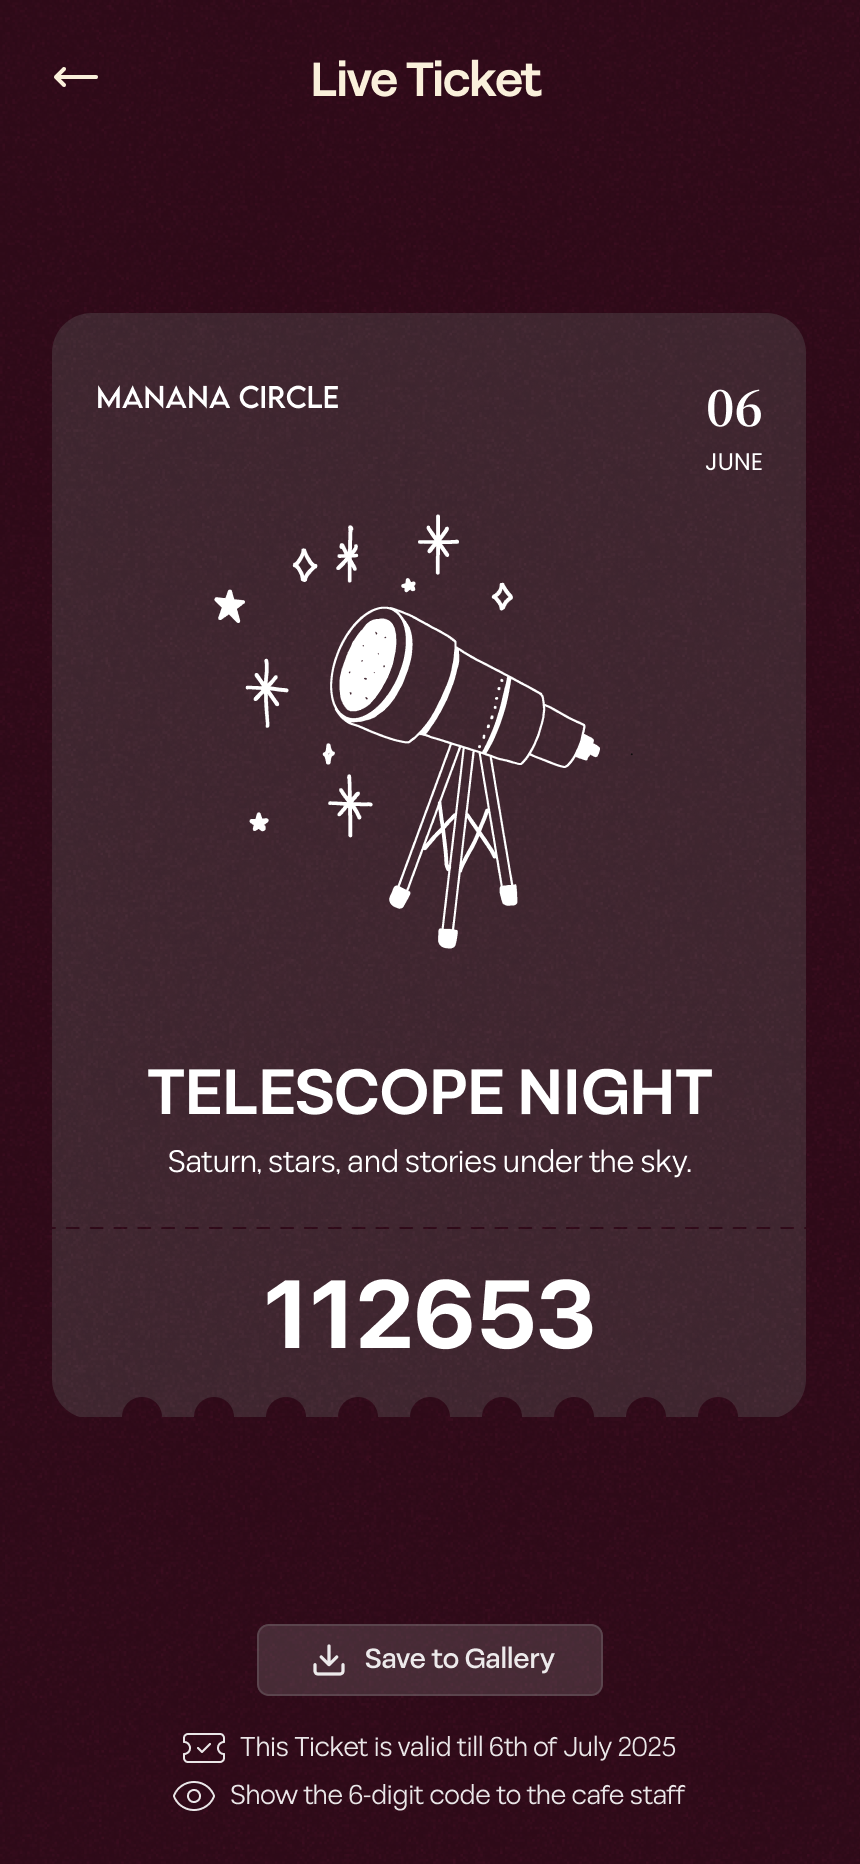 Live Ticket
MANANA CIRCLE
06
JUNE
TELESCOPE NIGHT
Saturn, stars, and stories under the sky.
112653
Save to Gallery
This Ticket is valid till 6th of July 2025
Show the 6-digit code to the cafe staff